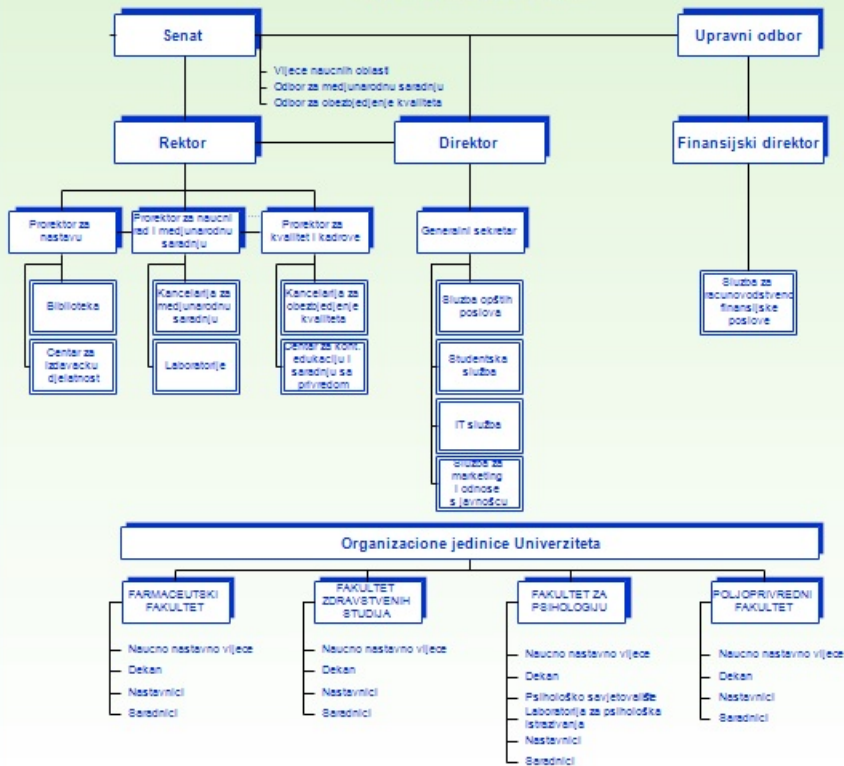 Senat
Upravni odbor
Vijece naucnih oblasti
Odbor za medjunarodnu saradnju
Odbor za obezbjedjenje kvaliteta
Rektor
Direktor
Finansijski direktor
Prorektor za
nastavu
Prorektor za naucni
rad i medjunarodnu
saradnju
Prorektor za
kvalitet i kadrove
Generalni sekretar
Biblioteka
Centar za
izdavacku
djelatnost
Kancelarija za
medjunarodnu
saradnju
Laboratorije
Kancelarija za
obezbjedjenje
kvaliteta
Centar za kont.
edukaciju i
saradnju sa
privredom
Sluzba opštih
poslova
Studentska
služba
IT služba
Sluzba za
marketing
i odnose
s javnošcu
Sluzba za
racunovodstveno
finansijske
poslove
Organizacione jedinice Univerziteta
FARMACEUTSKI
FAKULTET
Naucno nastavno vijece
Dekan
Nastavnici
Saradnici
FAKULTET
ZDRAVSTVENIH
STUDIJA
Naucno nastavno vijece
Dekan
Nastavnici
Saradnici
FAKULTET ZA
PSIHOLOGIJU
Naucno nastavno vijece
Dekan
Psihološko savjetovalište
Laboratorija za psihološka
istrazivanja
Nastavnici
Saradnici
POLJOPRIVREDNI
FAKULTET
Naucno nastavno vijece
Dekan
Nastavnici
Saradnici